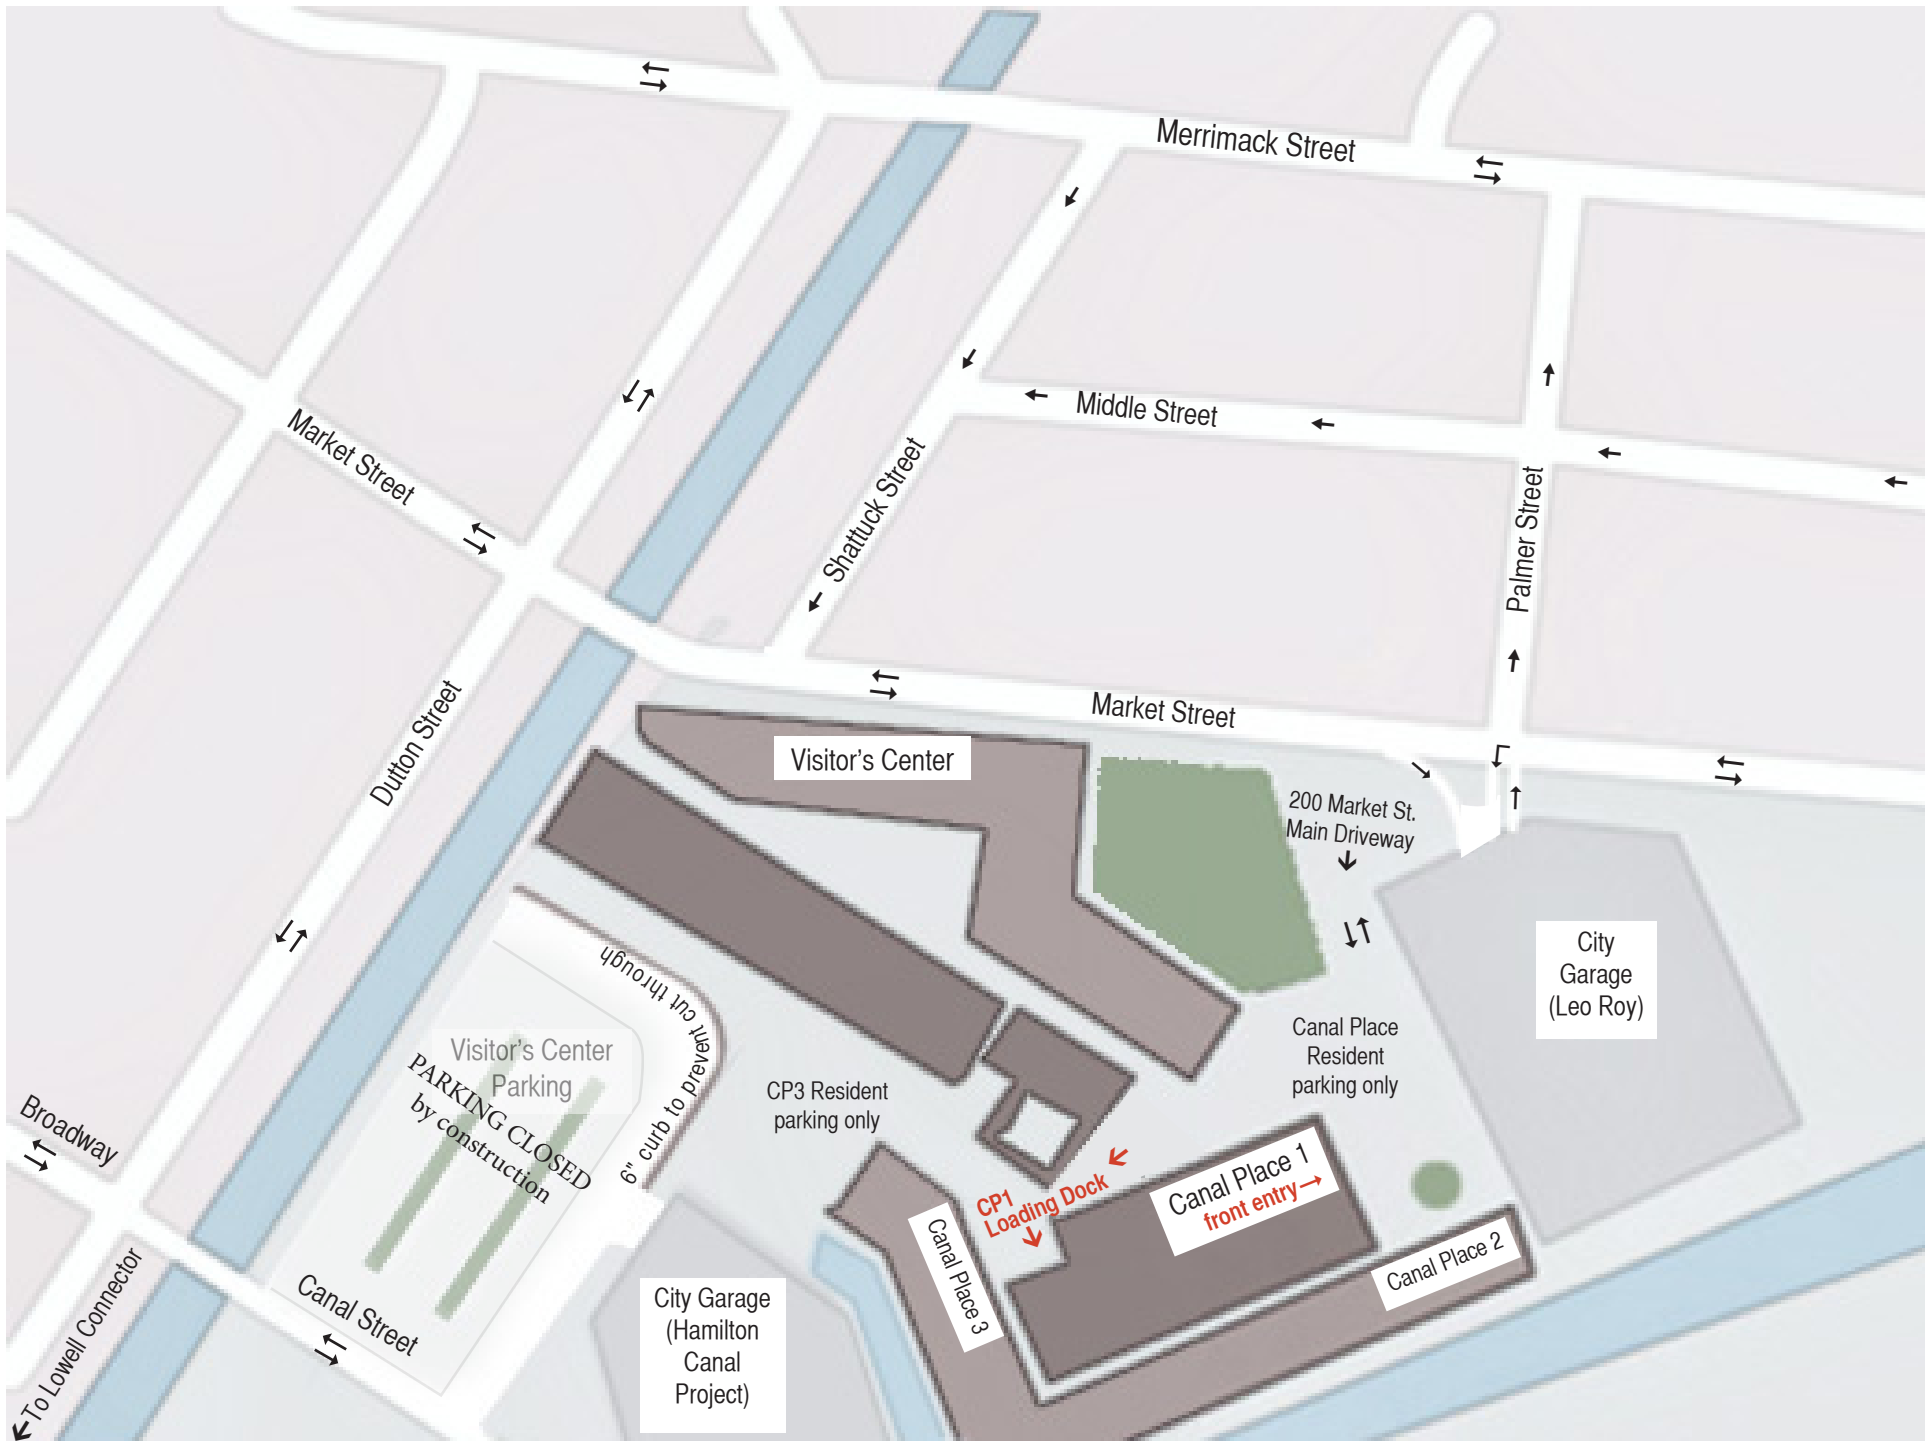 Merrimack Street
Middle Street
Market Street
Shattuck Street
Palmer Street
Market Street
Dutton Street
Visitor's Center
200 Market St.
Main Driveway
City
Garage
(Leo Roy)
6" curb to prevent cut through
Visitor's Center
Parking
PARKING CLOSED
by construction
Canal Place
Resident
parking only
CP3 Resident
parking only
Broadway
CP1
Loading Dock
Canal Place 1
front entry
Canal Place 2
Canal Place 3
Canal Street
City Garage
(Hamilton
Canal
Project)
To Lowell Connector